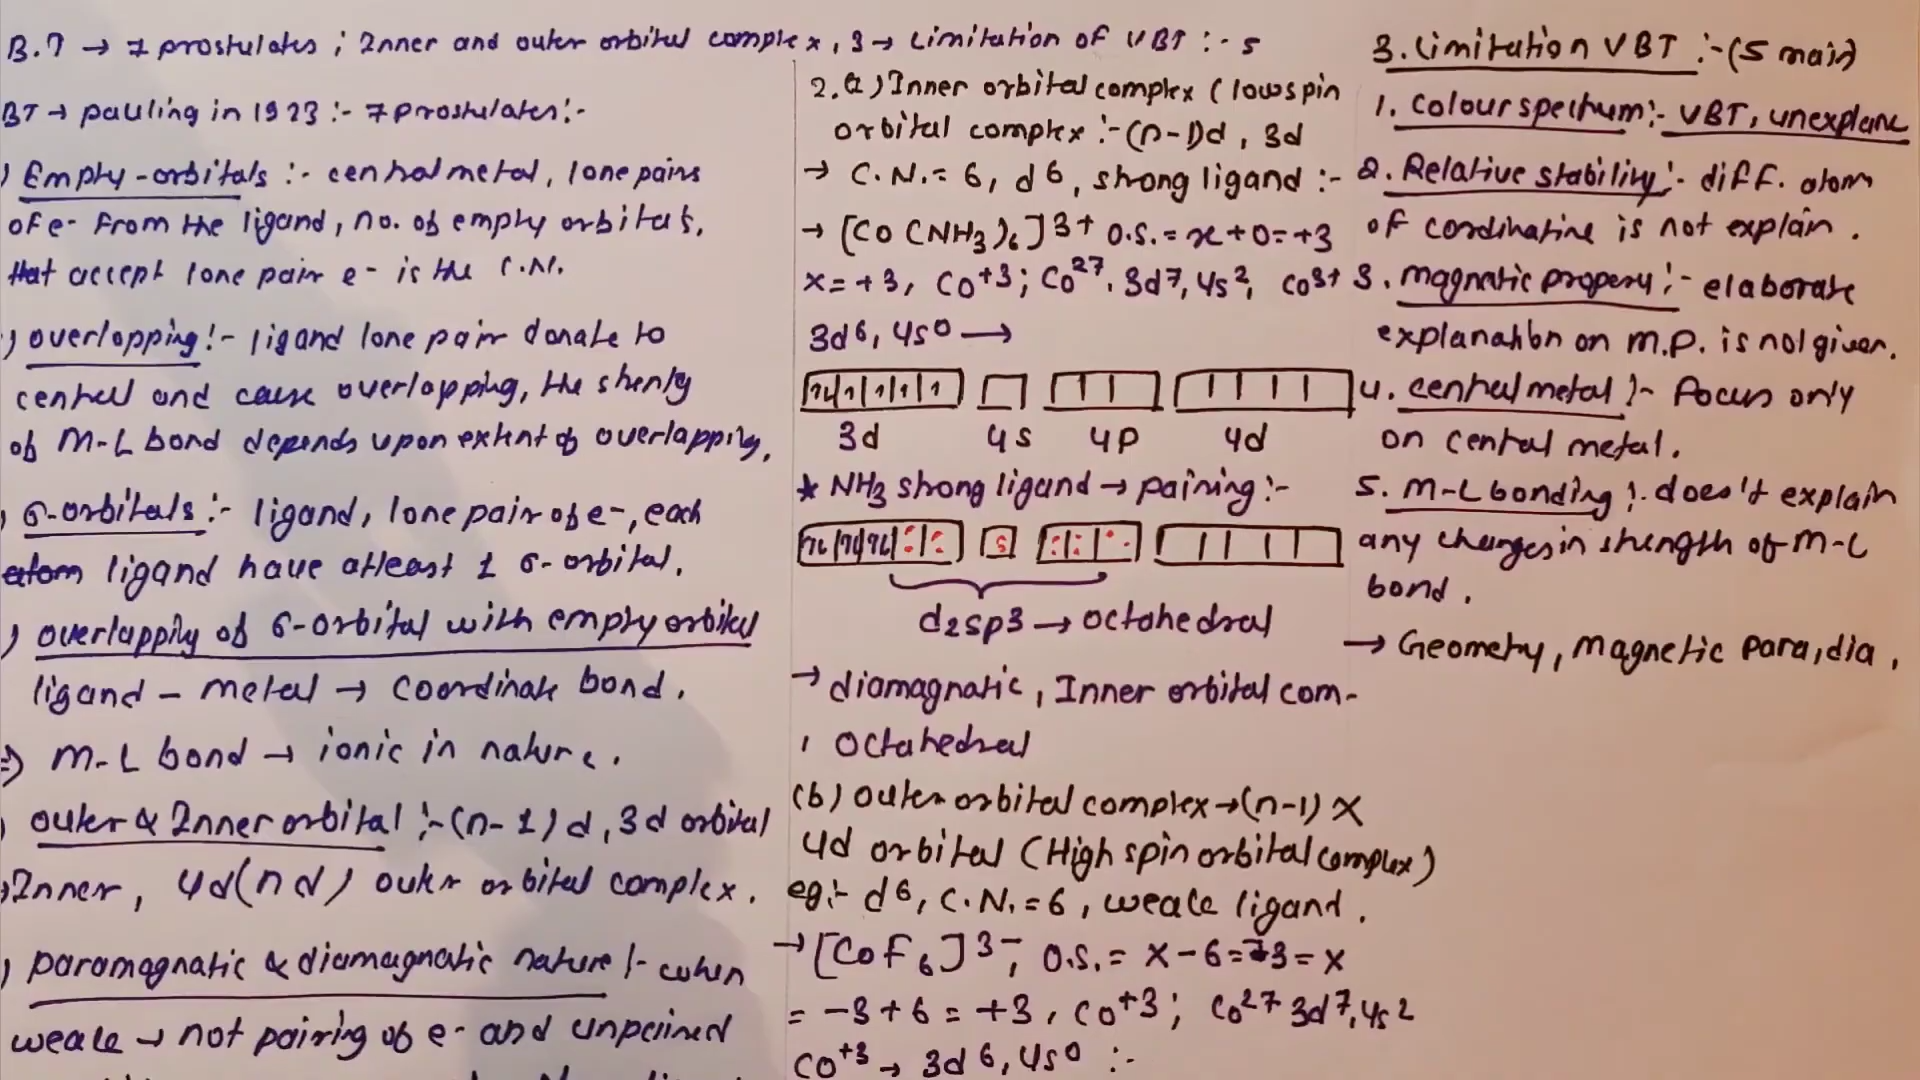 B.T → 7 prostulates ; Inner and outer orbital complex, 3 → Limitation of VBT :- 5
BT → pauling in 1923 :- 7 prostulates:-
) Empty-orbitals :- central metal, lone pairs
of e- from the ligand, no. of empty orbitals,
that accept lone pair e- is the C.N.
) overlopping :- ligand lone pair donate to
central and cause overlopping, the strenty
of M-L bond depends upon extent of overlapping,
) σ-orbitals :- ligand, lone pair of e-, each
ligand have atleast 1 σ-orbital.
) overlapping of σ-orbital with empty orbital
ligand - metal → coordinate bond.
⇒) M-L bond → ionic in nature.
) outer & Inner orbital :- (n-1)d, 3d orbital
→Inner, 4d(nd) outer orbital complex.
) paramagnatic & diamagnatic nature :- when
weak → not pairing of e- and unpaired
2.a) Inner orbital complex (low spin
orbital complex :- (n-1)d, 3d
→ C.N. = 6, d6, strong ligand :-
→ [Co(NH3)6]3+ O.S. = x+0=+3
x=+3, Co+3; Co27. 3d7, 4s2, Co3+
3d6, 4s0 →
3d 4s 4p 4d
* NH3 strong ligand → pairing :-
d2sp3 → octahedral
→ diamagnatic, Inner orbital com-
, octahedral
(b) outer orbital complex → (n-1) X
4d orbital (High spin orbital complex)
eg:- d6, C.N. = 6, weak ligand.
→ [CoF6]3-; O.S. = x-6=-3=x
= -3+6 = +3, Co+3; Co27 3d7, 4s2
Co+3 → 3d6, 4s0 :-
3. Limitation VBT :- (5 main)
1. Colour spectrum:- VBT, unexplane
2. Relative stability:- diff. atom
of cordinatine is not explain.
3. magnatic propery :- elaborate
explanation on M.P. is not given.
4. central metal :- Focus only
on central metal.
5. M-L bonding :- does't explain
any changes in strength of M-L
bond.
→ Geometry, magnetic para, dia,